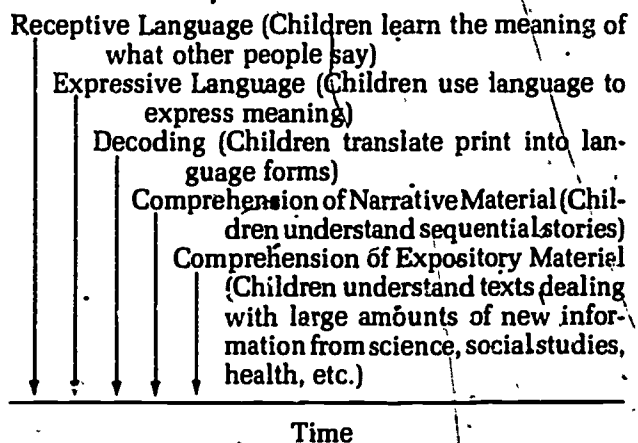 Receptive Language (Children learn the meaning of
what other people say)
Expressive Language (Children use language to
express meaning)
Decoding (Children translate print into lan-
guage forms)
Comprehension of Narrative Material (Chil-
dren understand sequential stories)
Comprehension of Expository Material
(Children understand texts dealing
with large amounts of new infor-
mation from science, social studies,
health, etc.)
Time